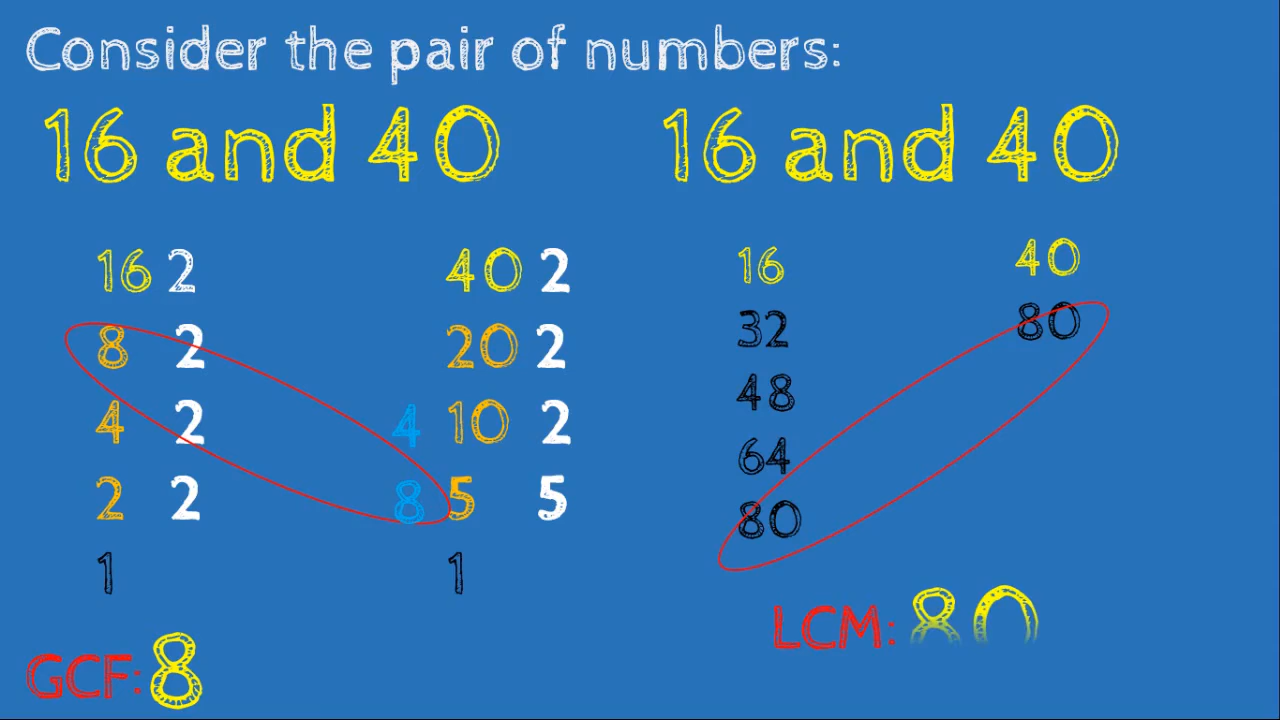 Consider the pair of numbers:
16 and 40 16 and 40
16 2 40 2 16 40
8 2 20 2 32 80
4 2 4 10 2 48
2 2 8 5 5 64
80
1 1
LCM: 80
GCF: 8